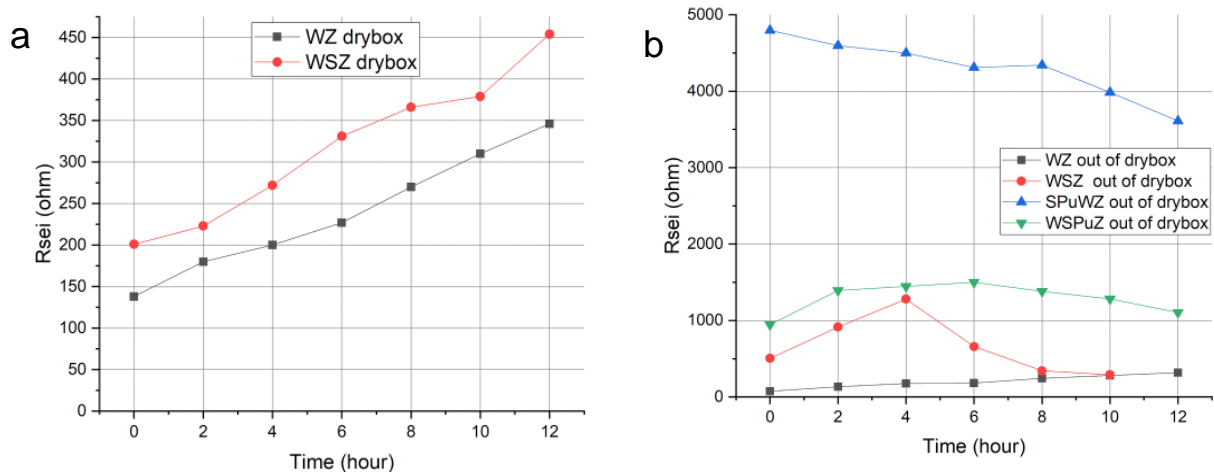 a
450
400
350
300
250
200
150
100
50
0
Rsei (ohm)
WZ drybox
WSZ drybox
0 2 4 6 8 10 12
Time (hour)
b
5000
4000
3000
2000
1000
0
Rsei (ohm)
WZ out of drybox
WSZ out of drybox
SPuWZ out of drybox
WSPuZ out of drybox
0 2 4 6 8 10 12
Time (hour)